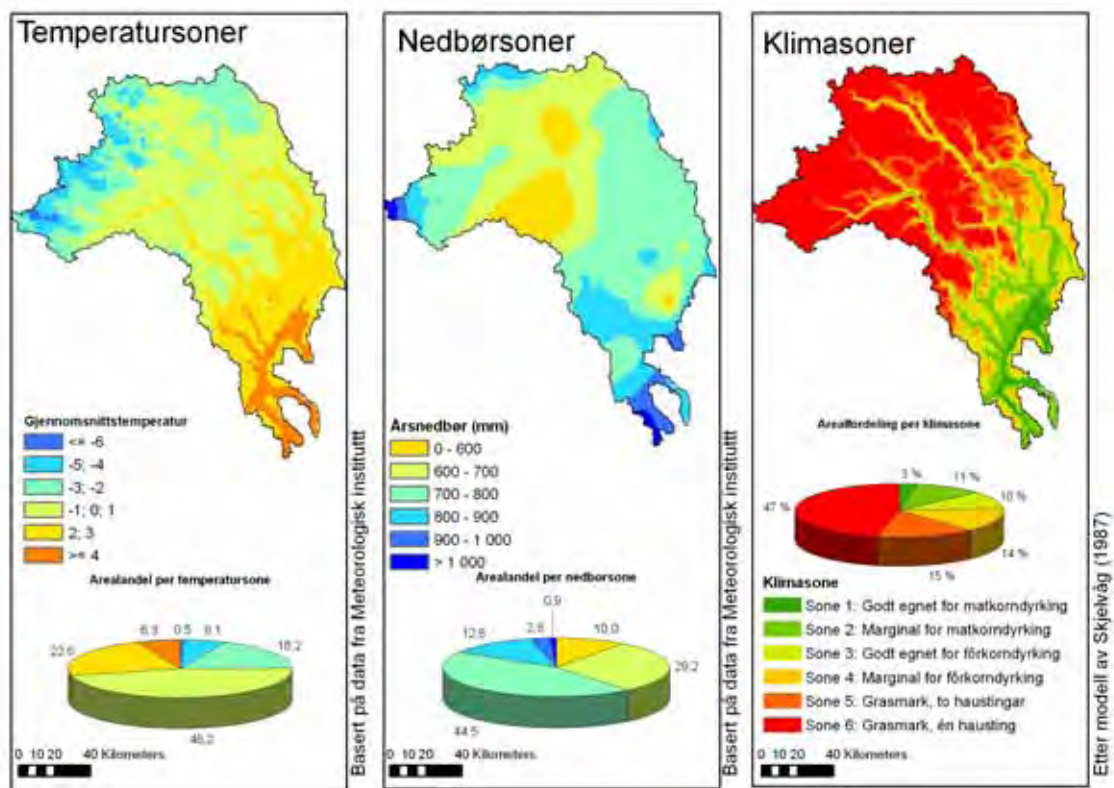 Temperatursoner
Gjennomsnittstemperatur
<= -6
-5; -4
-3; -2
-1; 0; 1
2; 3
>= 4
Arealandel per temperatursone
6.3
0.5
6.1
18.2
22.6
46.2
0 10 20 40 Kilometers
Basert på data fra Meteorologisk instituttt
Nedbørsoner
Årsnedbør (mm)
0 - 600
600 - 700
700 - 800
800 - 900
900 - 1 000
> 1 000
Arealandel per nedbørsone
0.9
2.8
10.0
12.6
29.2
44.5
0 10 20 40 Kilometers
Basert på data fra Meteorologisk instituttt
Klimasoner
Arealfordeling per klimasone
3 %
11 %
10 %
47 %
14 %
15 %
Klimasone
Sone 1: Godt egnet for matkorndyrking
Sone 2: Marginal for matkorndyrking
Sone 3: Godt egnet for fôrkorndyrking
Sone 4: Marginal for fôrkorndyrking
Sone 5: Grasmark, to haustingar
Sone 6: Grasmark, én hausting
0 10 20 40 Kilometers
Etter modell av Skjelvåg (1987)